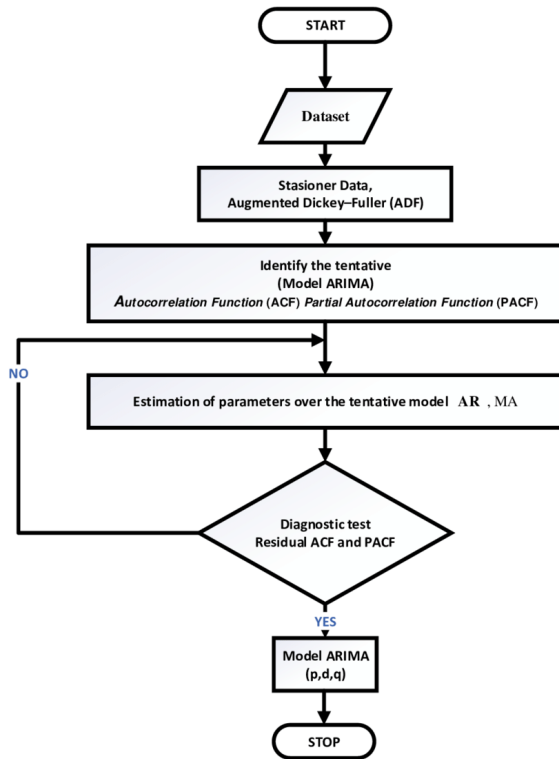 START
Dataset
Stasioner Data,
Augmented Dickey–Fuller (ADF)
Identify the tentative
(Model ARIMA)
Autocorrelation Function (ACF) Partial Autocorrelation Function (PACF)
NO
Estimation of parameters over the tentative model AR , MA
Diagnostic test
Residual ACF and PACF
YES
Model ARIMA
(p,d,q)
STOP